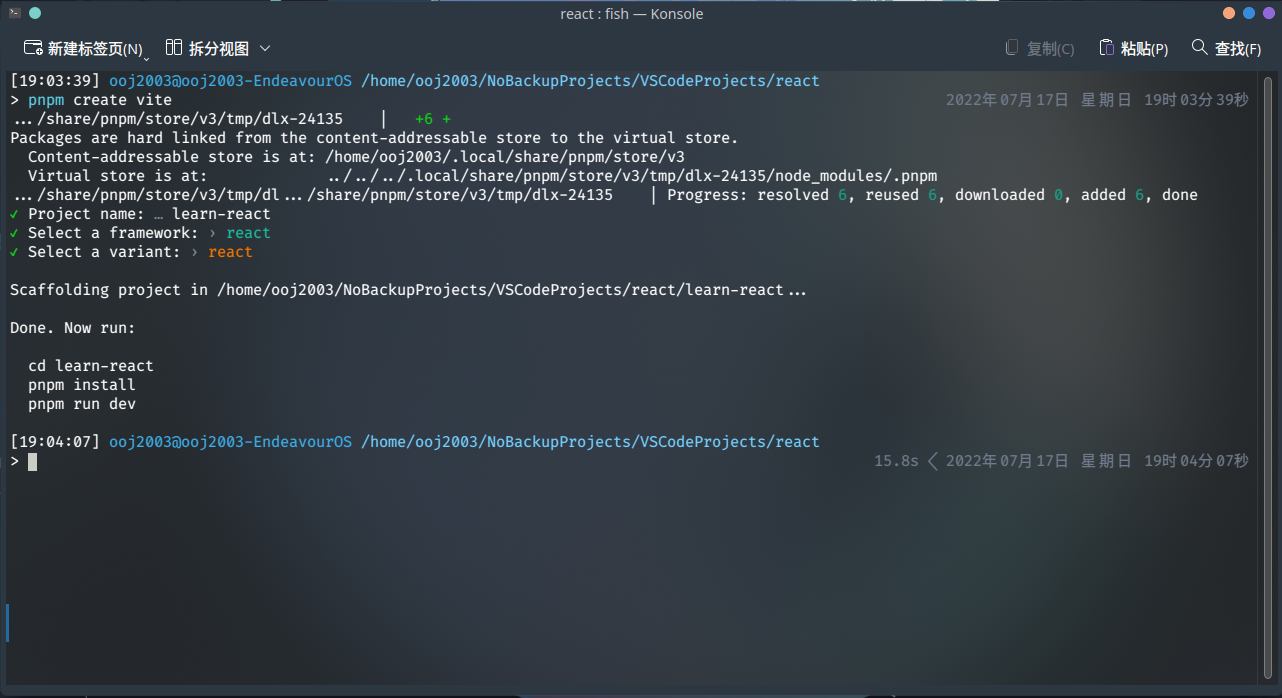 react : fish — Konsole
新建标签页(N) 拆分视图 复制(C) 粘贴(P) 查找(F)
[19:03:39] ooj2003@ooj2003-EndeavourOS /home/ooj2003/NoBackupProjects/VSCodeProjects/react
> pnpm create vite 2022年07月17日 星期日 19时03分39秒
.../share/pnpm/store/v3/tmp/dlx-24135 | +6 +
Packages are hard linked from the content-addressable store to the virtual store.
Content-addressable store is at: /home/ooj2003/.local/share/pnpm/store/v3
Virtual store is at: ../../../.local/share/pnpm/store/v3/tmp/dlx-24135/node_modules/.pnpm
.../share/pnpm/store/v3/tmp/dl.../share/pnpm/store/v3/tmp/dlx-24135 | Progress: resolved 6, reused 6, downloaded 0, added 6, done
✓ Project name: … learn-react
✓ Select a framework: › react
✓ Select a variant: › react
Scaffolding project in /home/ooj2003/NoBackupProjects/VSCodeProjects/react/learn-react...
Done. Now run:
cd learn-react
pnpm install
pnpm run dev
[19:04:07] ooj2003@ooj2003-EndeavourOS /home/ooj2003/NoBackupProjects/VSCodeProjects/react
> 15.8s < 2022年07月17日 星期日 19时04分07秒